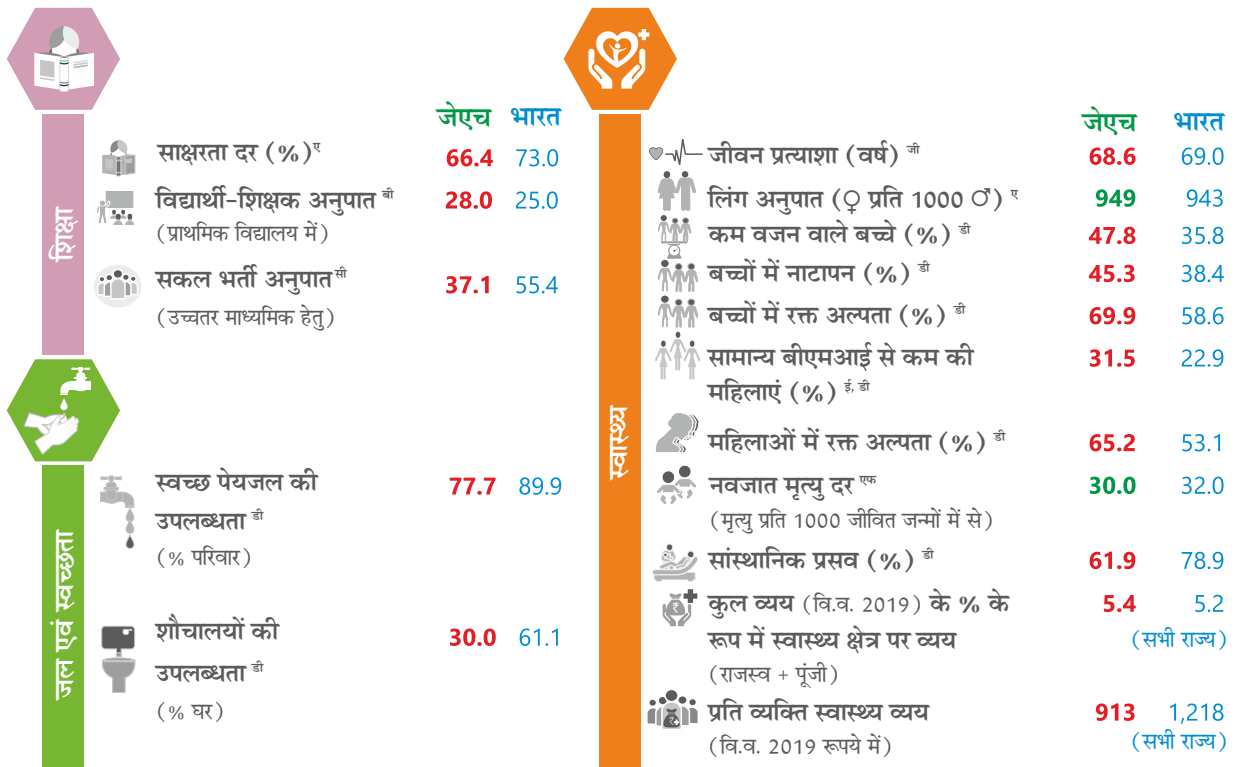 जेएच भारत
शिक्षा
साक्षरता दर (%) ए 66.4 73.0
विद्यार्थी-शिक्षक अनुपात बी 28.0 25.0
(प्राथमिक विद्यालय में)
सकल भर्ती अनुपात सी 37.1 55.4
(उच्चतर माध्यमिक हेतु)
जल एवं स्वच्छता
स्वच्छ पेयजल की 77.7 89.9
उपलब्धता डी
(% परिवार)
शौचालयों की 30.0 61.1
उपलब्धता डी
(% घर)
जेएच भारत
स्वास्थ्य
जीवन प्रत्याशा (वर्ष) जी 68.6 69.0
लिंग अनुपात (♀ प्रति 1000 ♂) ए 949 943
कम वजन वाले बच्चे (%) डी 47.8 35.8
बच्चों में नाटापन (%) डी 45.3 38.4
बच्चों में रक्त अल्पता (%) डी 69.9 58.6
सामान्य बीएमआई से कम की 31.5 22.9
महिलाएं (%) ई, डी
महिलाओं में रक्त अल्पता (%) डी 65.2 53.1
नवजात मृत्यु दर एफ 30.0 32.0
(मृत्यु प्रति 1000 जीवित जन्मों में से)
सांस्थानिक प्रसव (%) डी 61.9 78.9
कुल व्यय (वि.व. 2019) के % के 5.4 5.2
रूप में स्वास्थ्य क्षेत्र पर व्यय (सभी राज्य)
(राजस्व + पूंजी)
प्रति व्यक्ति स्वास्थ्य व्यय 913 1,218
(वि.व. 2019 रूपये में) (सभी राज्य)